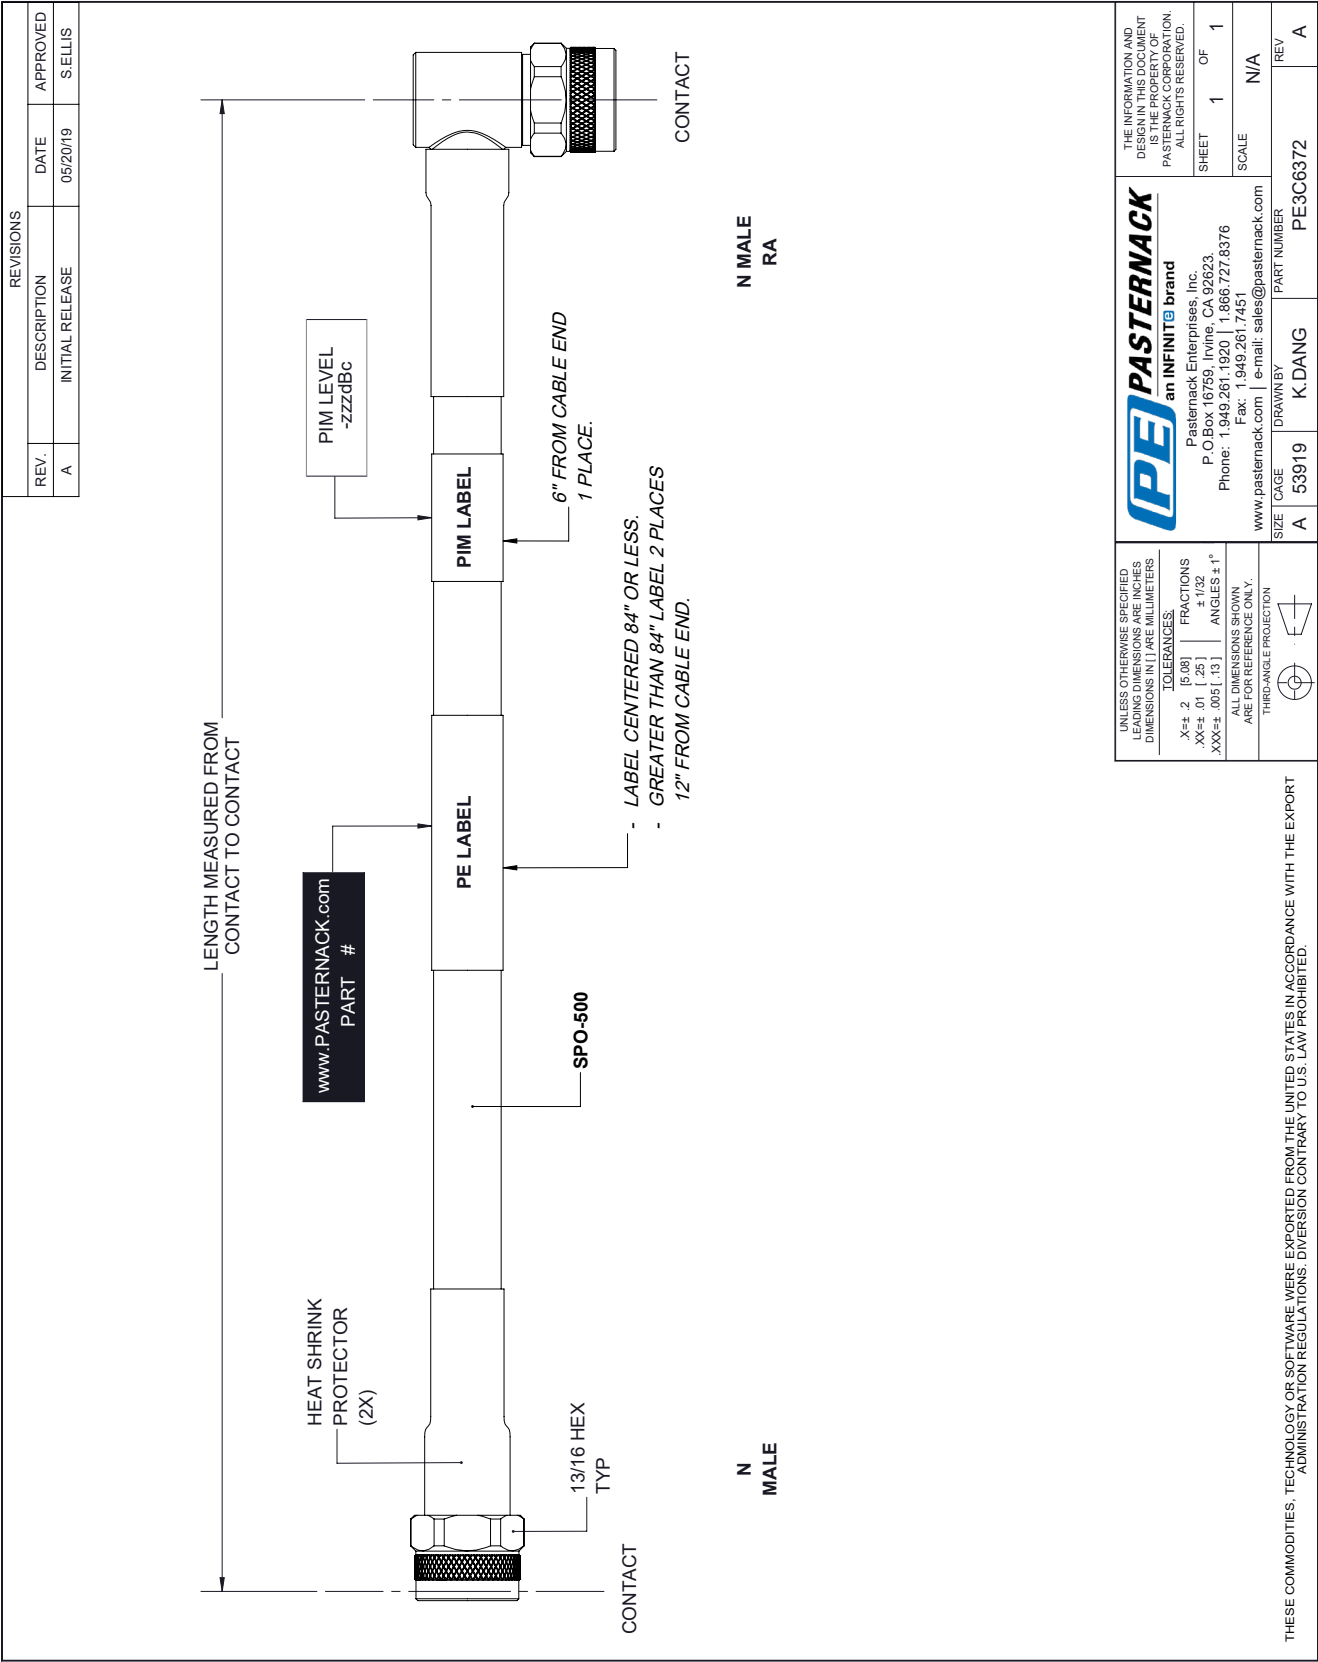 REVISIONS
REV. DESCRIPTION DATE APPROVED
A INITIAL RELEASE 05/20/19 S.ELLIS
LENGTH MEASURED FROM
CONTACT TO CONTACT
HEAT SHRINK
PROTECTOR
(2X)
www.PASTERNACK.com
PART #
PIM LEVEL
-zzzdBc
PE LABEL
PIM LABEL
13/16 HEX
TYP
SPO-500
6" FROM CABLE END
1 PLACE.
- LABEL CENTERED 84" OR LESS.
- GREATER THAN 84" LABEL 2 PLACES
12" FROM CABLE END.
CONTACT
CONTACT
N
MALE
N MALE
RA
THESE COMMODITIES, TECHNOLOGY OR SOFTWARE WERE EXPORTED FROM THE UNITED STATES IN ACCORDANCE WITH THE EXPORT
ADMINISTRATION REGULATIONS. DIVERSION CONTRARY TO U.S. LAW PROHIBITED.
UNLESS OTHERWISE SPECIFIED
LEADING DIMENSIONS ARE INCHES
DIMENSIONS IN [ ] ARE MILLIMETERS
TOLERANCES:
.X=± .2 [5.08] FRACTIONS
.XX=± .01 [ .25 ] ± 1/32
.XXX=± .005 [ .13 ] ANGLES ± 1°
ALL DIMENSIONS SHOWN
ARE FOR REFERENCE ONLY.
THIRD-ANGLE PROJECTION
PE PASTERNACK
an INFINITe brand
Pasternack Enterprises, Inc.
P.O.Box 16759, Irvine, CA 92623.
Phone: 1.949.261.1920 | 1.866.727.8376
Fax: 1.949.261.7451
www.pasternack.com | e-mail: sales@pasternack.com
THE INFORMATION AND
DESIGN IN THIS DOCUMENT
IS THE PROPERTY OF
PASTERNACK CORPORATION.
ALL RIGHTS RESERVED.
SHEET 1 OF 1
SCALE N/A
SIZE A
CAGE 53919
DRAWN BY K.DANG
PART NUMBER PE3C6372
REV A